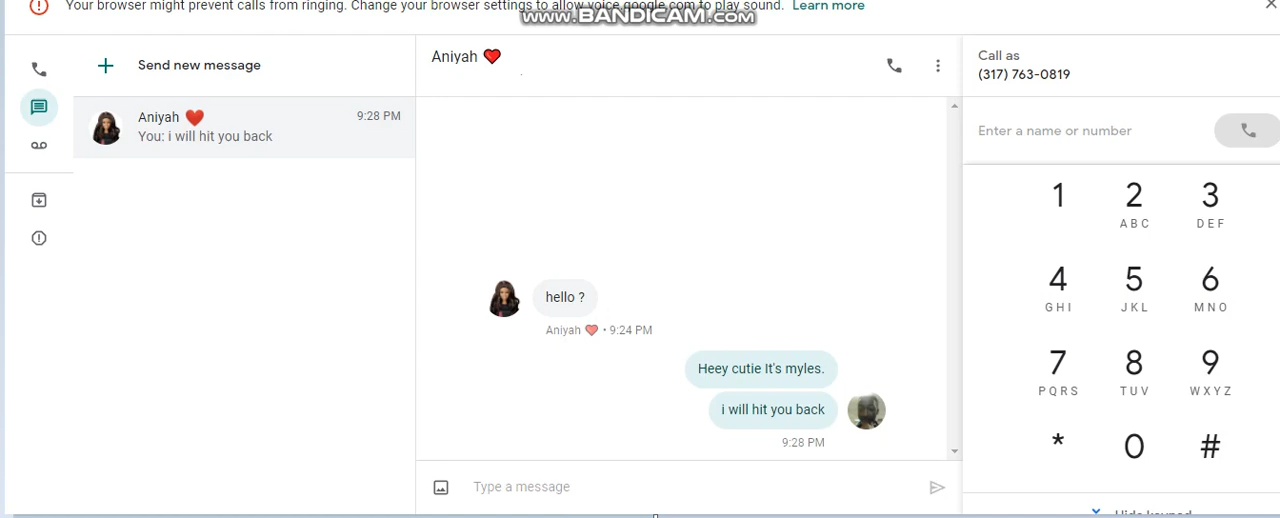 Your browser might prevent calls from ringing. Change your browser settings to allow voice.google.com to play sound. Learn more
www.BANDICAM.com
Send new message
Aniyah ❤️
9:28 PM
You: i will hit you back
Aniyah ❤️
hello ?
Aniyah ❤️ • 9:24 PM
Heey cutie It's myles.
i will hit you back
9:28 PM
Type a message
Call as
(317) 763-0819
Enter a name or number
1 2 3
ABC DEF
4 5 6
GHI JKL MNO
7 8 9
PQRS TUV WXYZ
* 0 #
Hide keypad